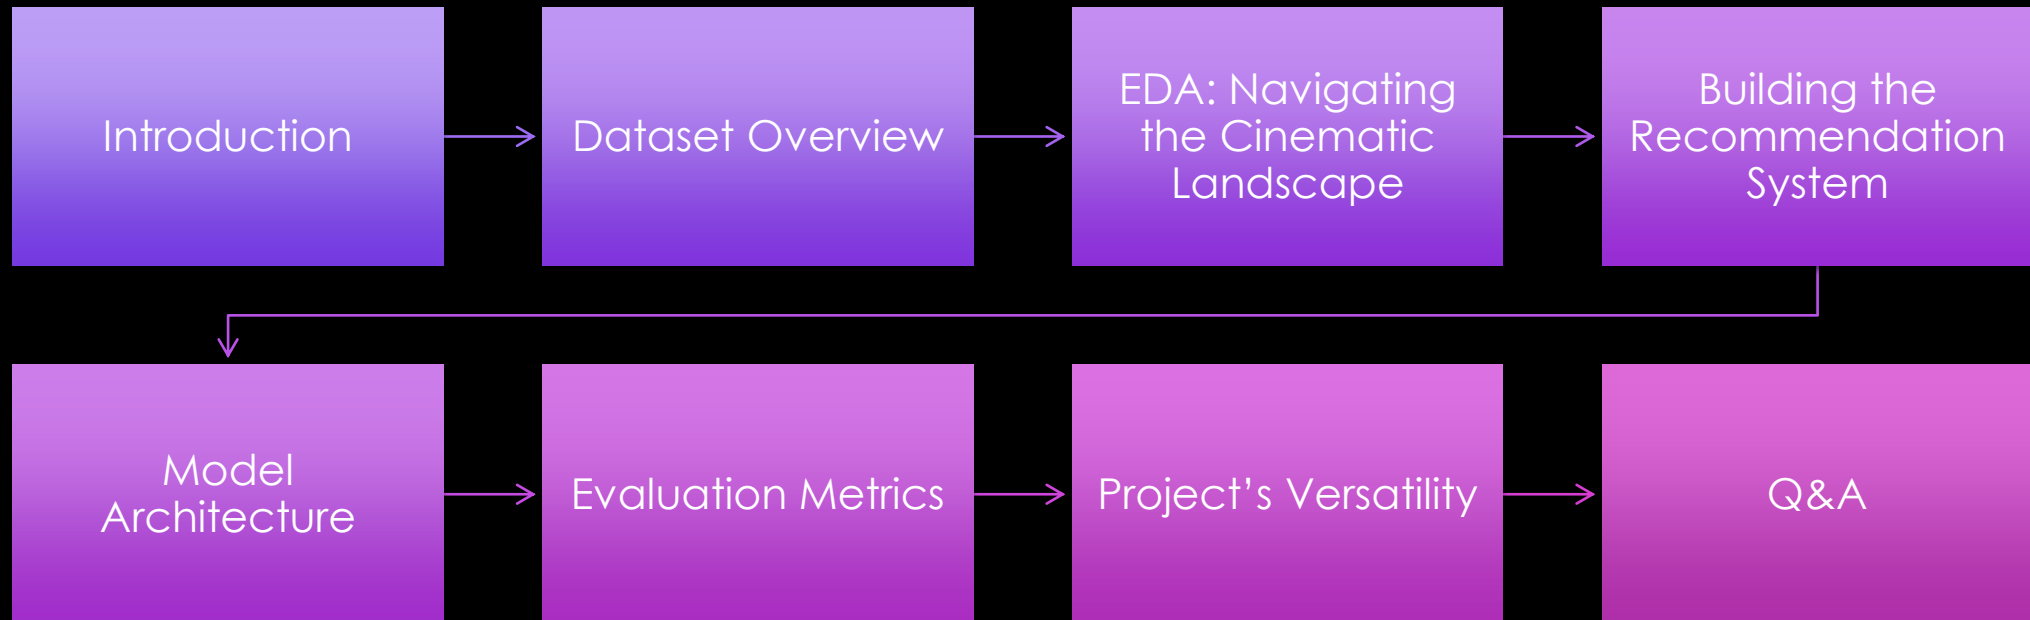 Introduction
Dataset Overview
EDA: Navigating
the Cinematic
Landscape
Building the
Recommendation
System
Model
Architecture
Evaluation Metrics
Project’s Versatility
Q&A